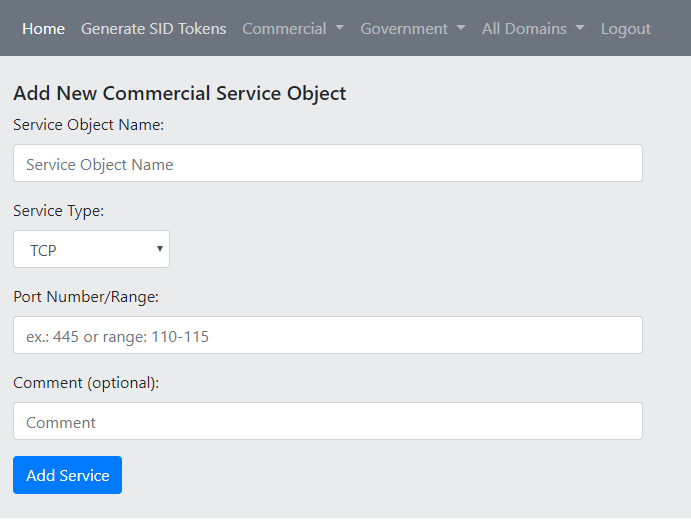 Home Generate SID Tokens Commercial Government All Domains Logout
Add New Commercial Service Object
Service Object Name:
Service Object Name
Service Type:
TCP
Port Number/Range:
ex.: 445 or range: 110-115
Comment (optional):
Comment
Add Service